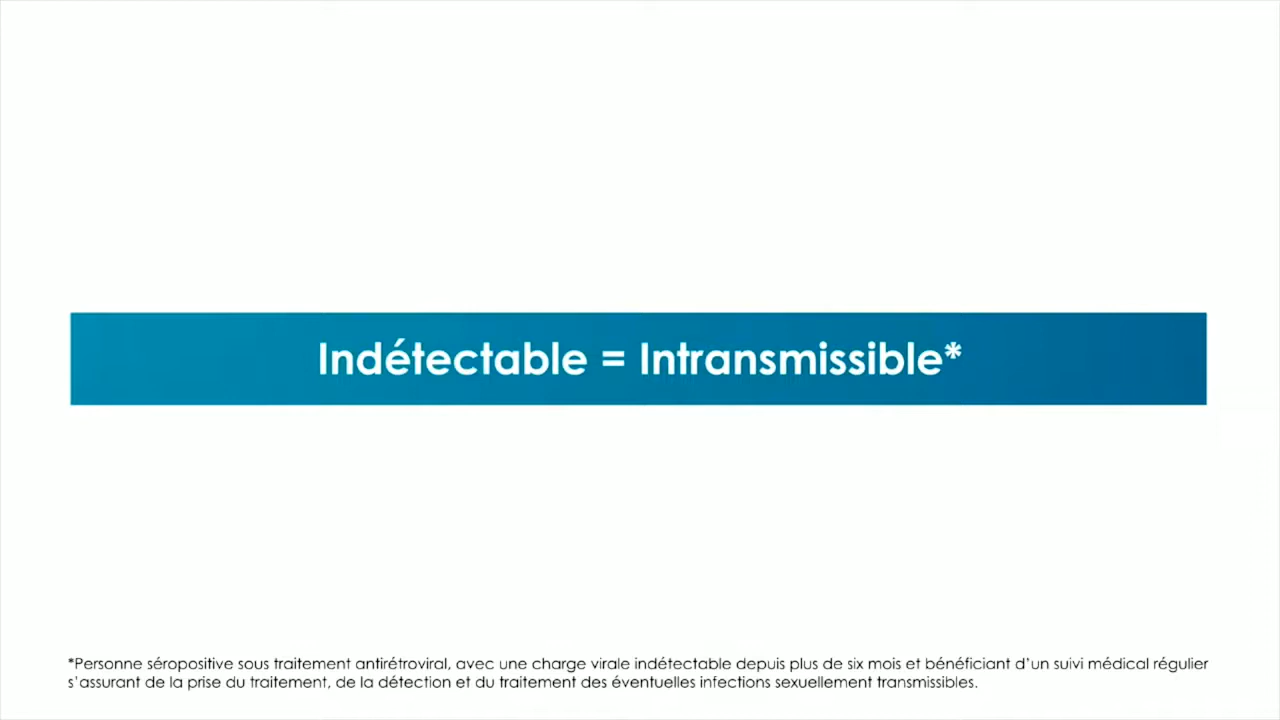 Indétectable = Intransmissible*
*Personne séropositive sous traitement antirétroviral, avec une charge virale indétectable depuis plus de six mois et bénéficiant d'un suivi médical régulier
s'assurant de la prise du traitement, de la détection et du traitement des éventuelles infections sexuellement transmissibles.